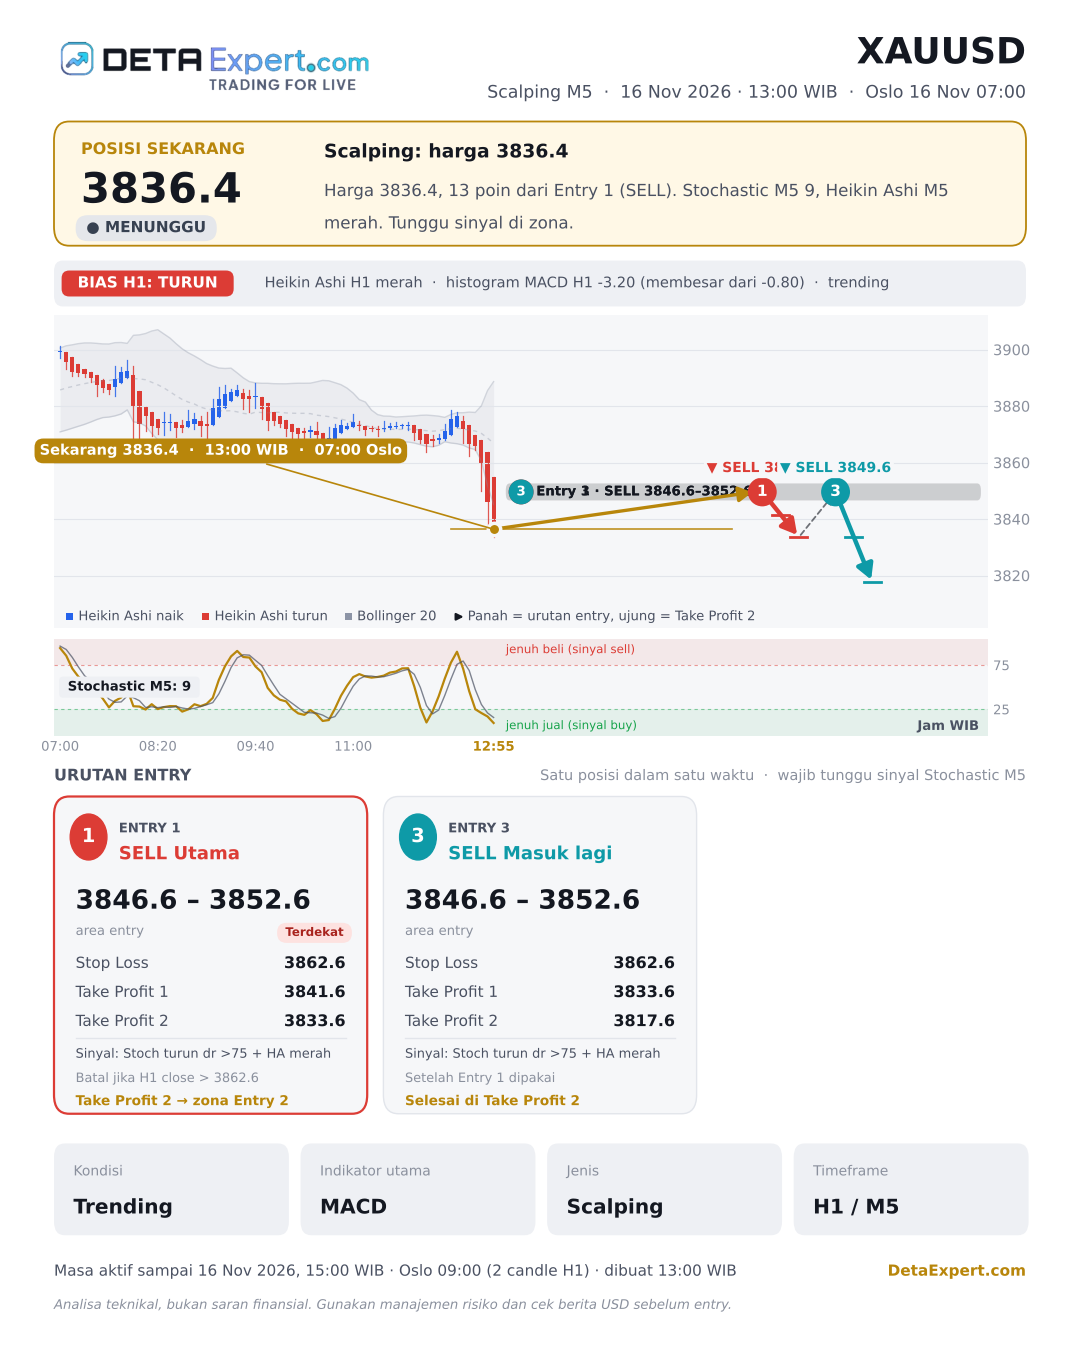 DETA Expert.com
TRADING FOR LIVE
XAUUSD
Scalping M5 · 16 Nov 2026 · 13:00 WIB · Oslo 16 Nov 07:00
POSISI SEKARANG
3836.4
● MENUNGGU
Scalping: harga 3836.4
Harga 3836.4, 13 poin dari Entry 1 (SELL). Stochastic M5 9, Heikin Ashi M5
merah. Tunggu sinyal di zona.
BIAS H1: TURUN
Heikin Ashi H1 merah · histogram MACD H1 -3.20 (membesar dari -0.80) · trending
3900
3880
3860
3840
3820
Sekarang 3836.4 · 13:00 WIB · 07:00 Oslo
▼ SELL 38
▼ SELL 3849.6
3
Entry 3 · SELL 3846.6–3852.6
1
3
Heikin Ashi naik
Heikin Ashi turun
Bollinger 20
Panah = urutan entry, ujung = Take Profit 2
jenuh beli (sinyal sell)
75
Stochastic M5: 9
25
jenuh jual (sinyal buy)
Jam WIB
07:00
08:20
09:40
11:00
12:55
URUTAN ENTRY
Satu posisi dalam satu waktu · wajib tunggu sinyal Stochastic M5
1
ENTRY 1
SELL Utama
3846.6 – 3852.6
area entry
Terdekat
Stop Loss 3862.6
Take Profit 1 3841.6
Take Profit 2 3833.6
Sinyal: Stoch turun dr >75 + HA merah
Batal jika H1 close > 3862.6
Take Profit 2 → zona Entry 2
3
ENTRY 3
SELL Masuk lagi
3846.6 – 3852.6
area entry
Stop Loss 3862.6
Take Profit 1 3833.6
Take Profit 2 3817.6
Sinyal: Stoch turun dr >75 + HA merah
Setelah Entry 1 dipakai
Selesai di Take Profit 2
Kondisi
Trending
Indikator utama
MACD
Jenis
Scalping
Timeframe
H1 / M5
Masa aktif sampai 16 Nov 2026, 15:00 WIB · Oslo 09:00 (2 candle H1) · dibuat 13:00 WIB
DetaExpert.com
Analisa teknikal, bukan saran finansial. Gunakan manajemen risiko dan cek berita USD sebelum entry.